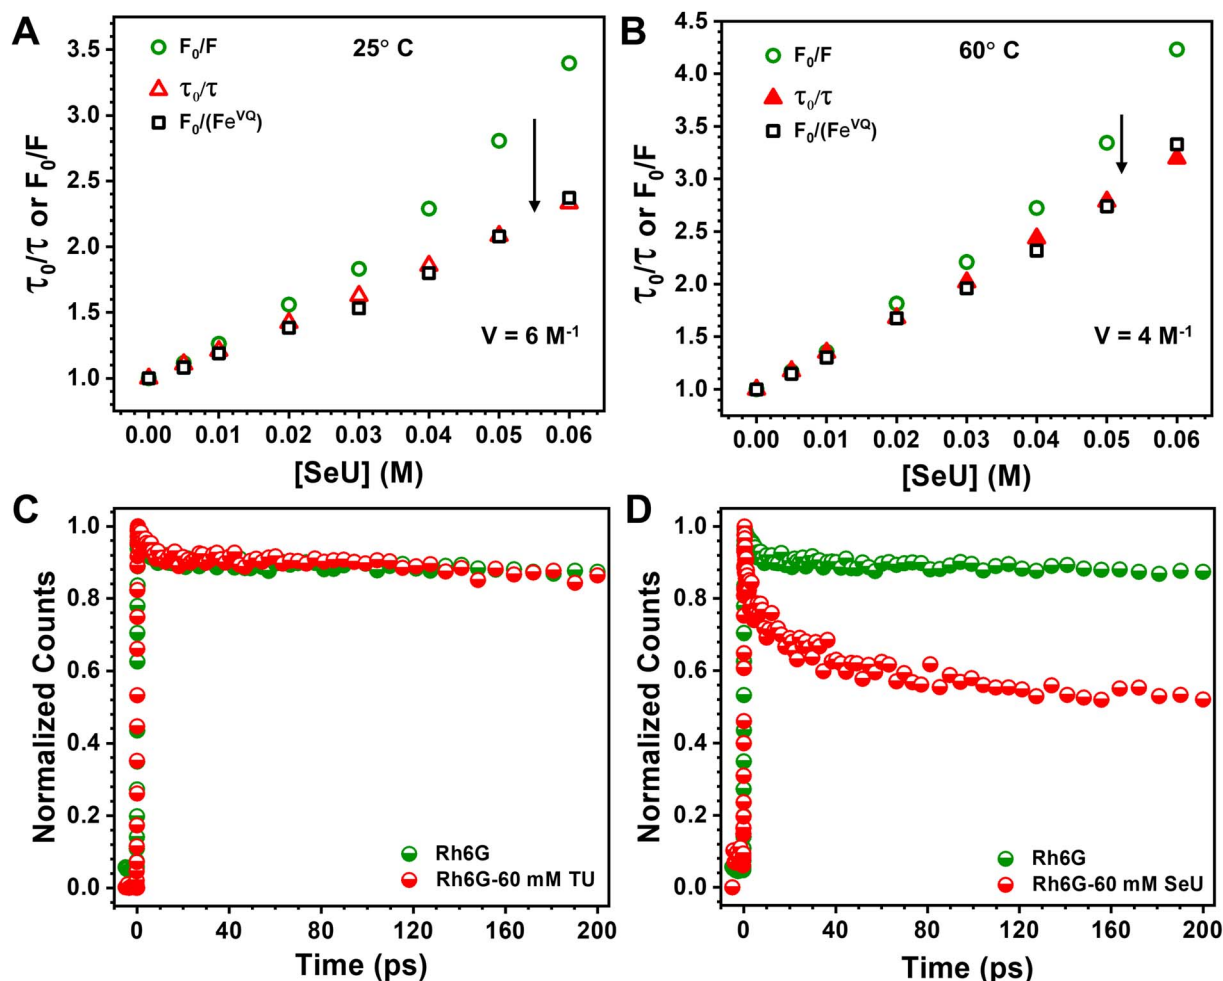 A
F₀/F
25° C
τ₀/τ
F₀/(Fe^VQ)
V = 6 M⁻¹
τ₀/τ or F₀/F
3.5
3.0
2.5
2.0
1.5
1.0
0.00 0.01 0.02 0.03 0.04 0.05 0.06
[SeU] (M)
B
F₀/F
60° C
τ₀/τ
F₀/(Fe^VQ)
V = 4 M⁻¹
τ₀/τ or F₀/F
4.5
4.0
3.5
3.0
2.5
2.0
1.5
1.0
0.00 0.01 0.02 0.03 0.04 0.05 0.06
[SeU] (M)
C
Normalized Counts
1.0
0.8
0.6
0.4
0.2
0.0
Rh6G
Rh6G-60 mM TU
0 40 80 120 160 200
Time (ps)
D
Normalized Counts
1.0
0.8
0.6
0.4
0.2
0.0
Rh6G
Rh6G-60 mM SeU
0 40 80 120 160 200
Time (ps)